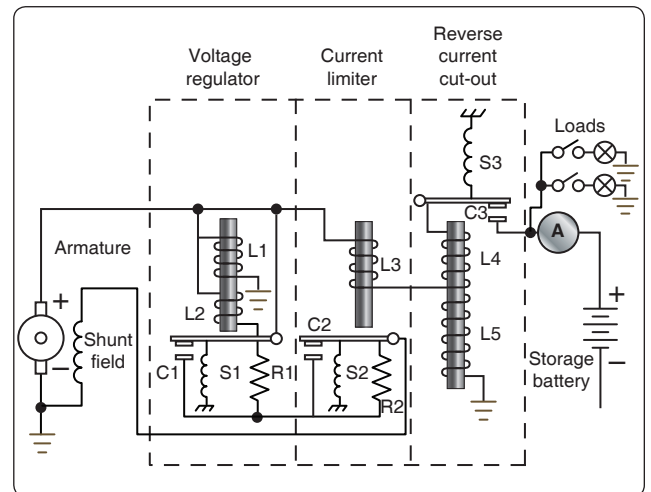 Voltage
regulator
Current
limiter
Reverse
current
cut-out
Loads
S3
C3
A
Armature
L1
L2
L3
L4
L5
+
−
Shunt
field
C1
S1
R1
C2
S2
R2
+
−
Storage
battery